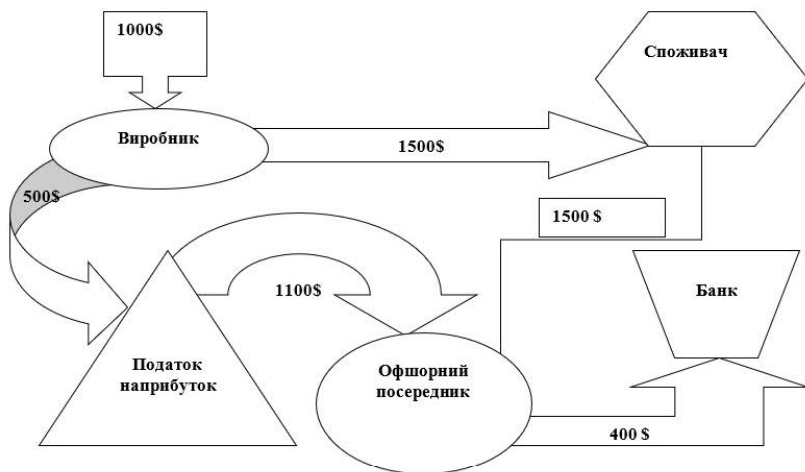 1000$
Споживач
Виробник
1500$
500$
1500 $
1100$
Банк
Податок
наприбуток
Офшорний
посередник
400 $